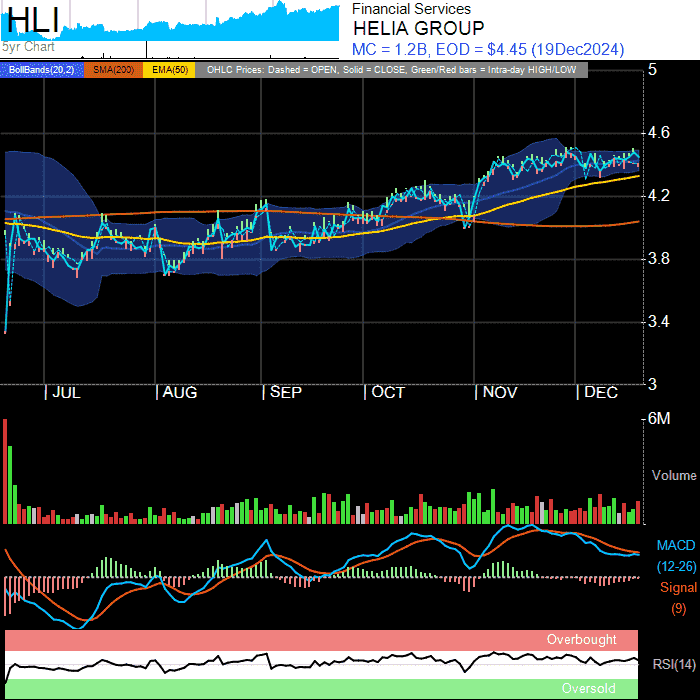 HLI
5yr Chart
Financial Services
HELIA GROUP
MC = 1.2B, EOD = $4.45 (19Dec2024)
BollBands(20,2) SMA(200) EMA(50) OHLC Prices: Dashed = OPEN, Solid = CLOSE, Green/Red bars = Intra-day HIGH/LOW
5
4.6
4.2
3.8
3.4
3
JUL AUG SEP OCT NOV DEC
6M
Volume
MACD
(12-26)
Signal
(9)
Overbought
RSI(14)
Oversold